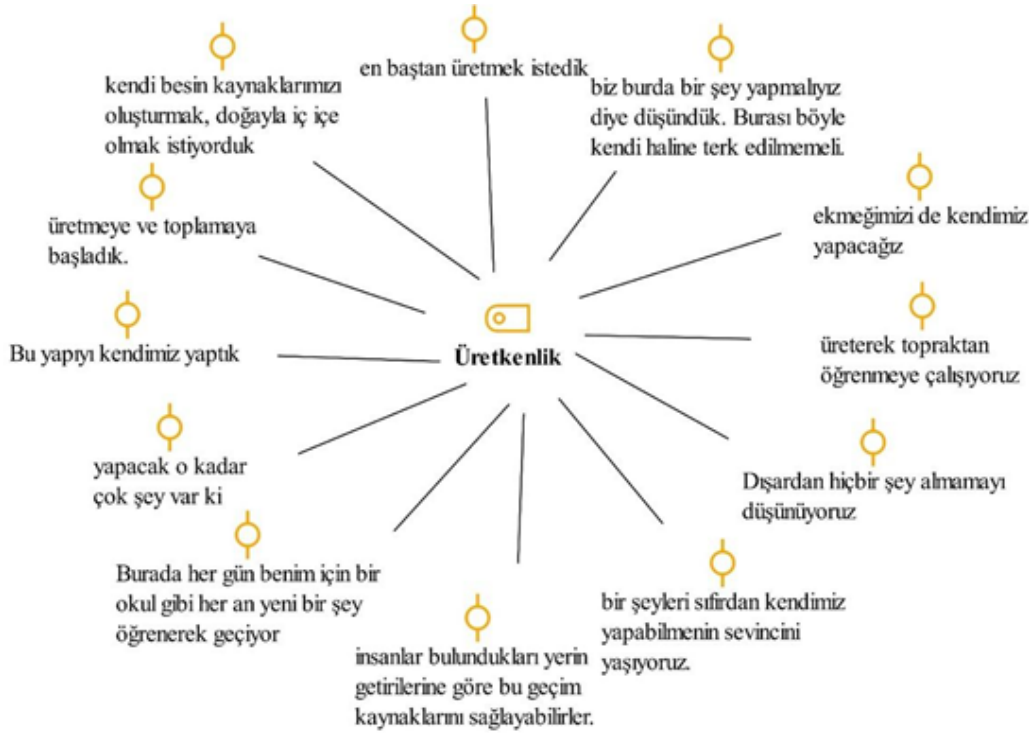 en baştan üretmek istedik
kendi besin kaynaklarımızı
oluşturmak, doğayla iç içe
olmak istiyorduk
biz burda bir şey yapmalıyız
diye düşündük. Burası böyle
kendi haline terk edilmemeli.
üretmeye ve toplamaya
başladık.
ekmeğimizi de kendimiz
yapacağız
Bu yapıyı kendimiz yaptık
Üretkenlik
üreterek topraktan
öğrenmeye çalışıyoruz
yapacak o kadar
çok şey var ki
Dışardan hiçbir şey almamayı
düşünüyoruz
Burada her gün benim için bir
okul gibi her an yeni bir şey
öğrenerek geçiyor
bir şeyleri sıfırdan kendimiz
yapabilmenin sevincini
yaşıyoruz.
insanlar bulundukları yerin
getirilerine göre bu geçim
kaynaklarını sağlayabilirler.